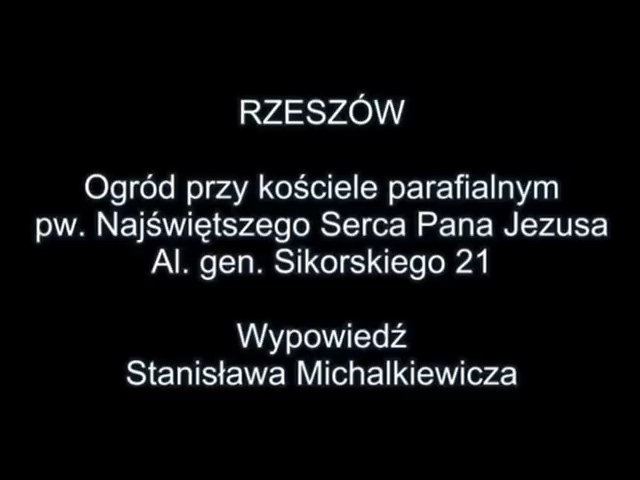 RZESZÓW
Ogród przy kościele parafialnym
pw. Najświętszego Serca Pana Jezusa
Al. gen. Sikorskiego 21
Wypowiedź
Stanisława Michalkiewicza